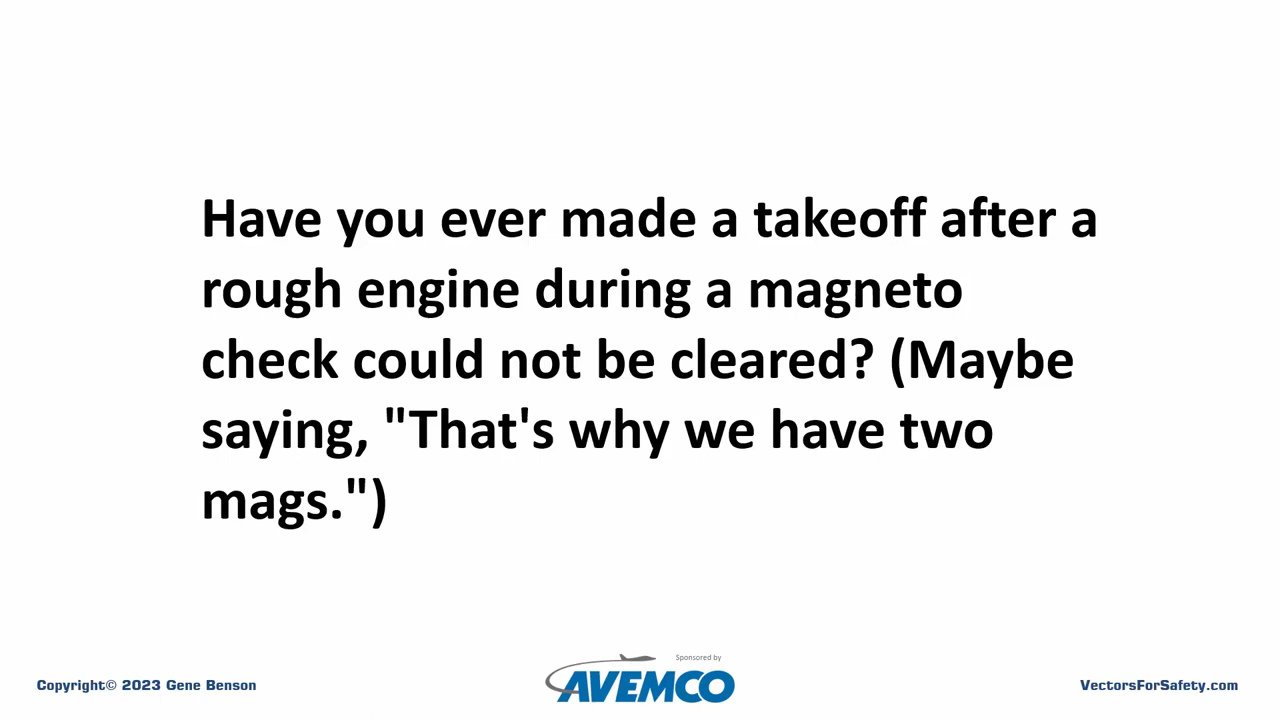 Have you ever made a takeoff after a
rough engine during a magneto
check could not be cleared? (Maybe
saying, "That's why we have two
mags.")
Sponsored by
AVEMCO
Copyright© 2023 Gene Benson
VectorsForSafety.com